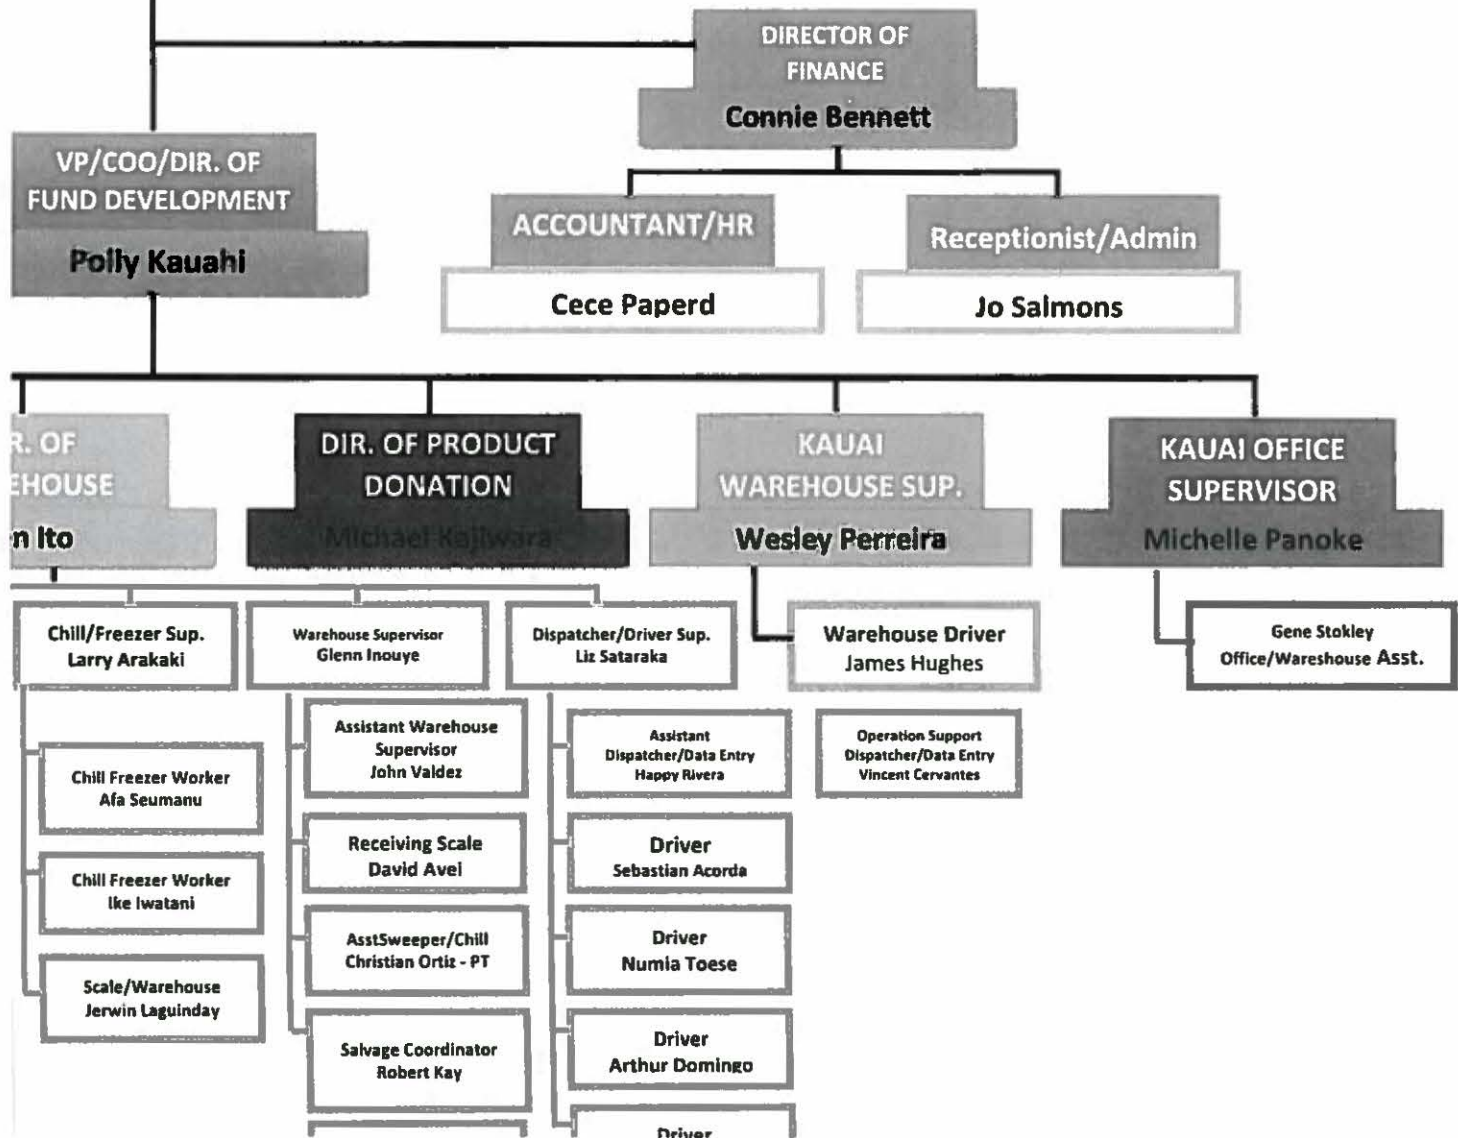 DIRECTOR OF
FINANCE
Connie Bennett
VP/COO/DIR. OF
FUND DEVELOPMENT
Polly Kauahi
ACCOUNTANT/HR
Cece Paperd
Receptionist/Admin
Jo Salmons
R. OF
EHOUSE
n Ito
DIR. OF PRODUCT
DONATION
Michael Kajiwara
KAUAI
WAREHOUSE SUP.
Wesley Perreira
KAUAI OFFICE
SUPERVISOR
Michelle Panoke
Chill/Freezer Sup.
Larry Arakaki
Warehouse Supervisor
Glenn Inouye
Dispatcher/Driver Sup.
Liz Sataraka
Warehouse Driver
James Hughes
Gene Stokley
Office/Wareshouse Asst.
Chill Freezer Worker
Afa Seumanu
Chill Freezer Worker
Ike Iwatani
Scale/Warehouse
Jerwin Laguinday
Assistant Warehouse
Supervisor
John Valdez
Receiving Scale
David Avei
AsstSweeper/Chill
Christian Ortiz - PT
Salvage Coordinator
Robert Kay
Assistant
Dispatcher/Data Entry
Happy Rivera
Operation Support
Dispatcher/Data Entry
Vincent Cervantes
Driver
Sebastian Acorda
Driver
Numia Toese
Driver
Arthur Domingo
Driver